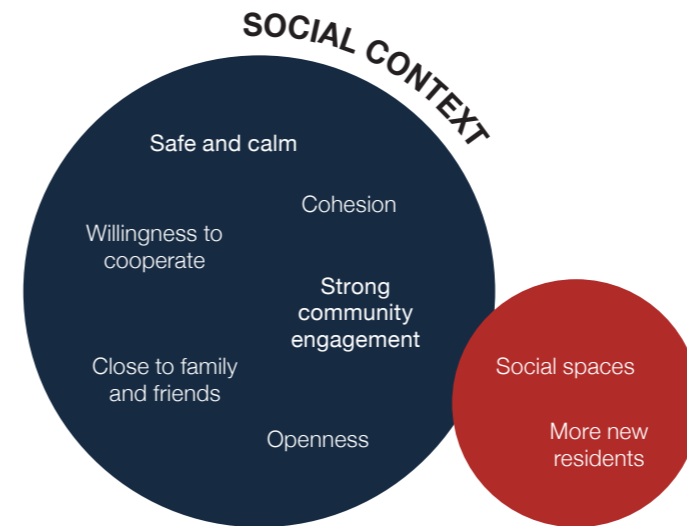 SOCIAL CONTEXT
Safe and calm
Cohesion
Willingness to
cooperate
Strong
community
engagement
Close to family
and friends
Openness
Social spaces
More new
residents